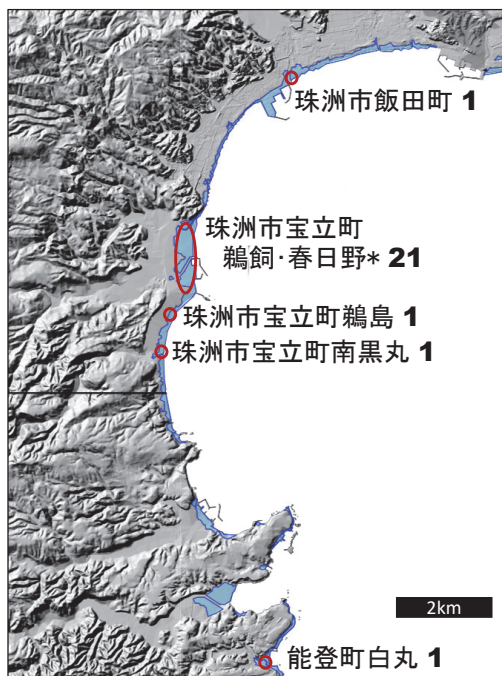 珠洲市飯田町 1
珠洲市宝立町
鵜飼・春日野* 21
珠洲市宝立町鵜島 1
珠洲市宝立町南黒丸 1
2km
能登町白丸 1